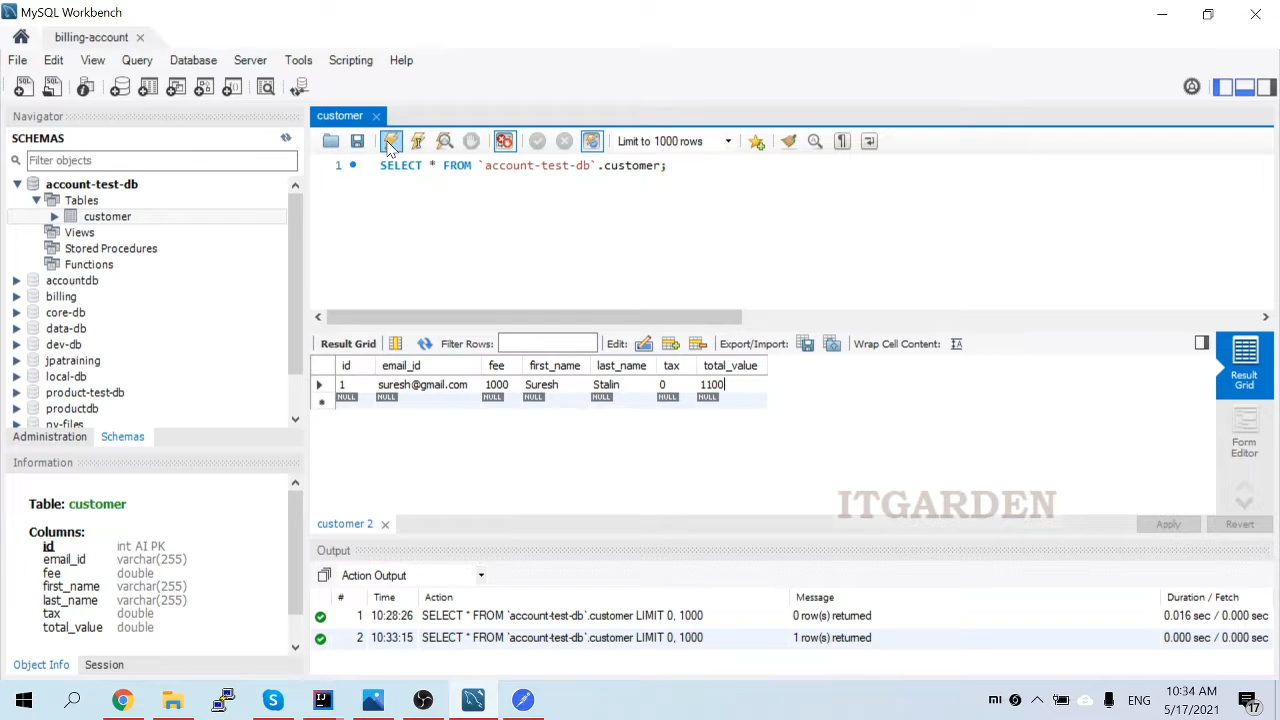 MySQL Workbench
billing-account
File Edit View Query Database Server Tools Scripting Help
Navigator
SCHEMAS
Filter objects
account-test-db
Tables
customer
Views
Stored Procedures
Functions
accountdb
billing
core-db
data-db
dev-db
jpatraining
local-db
product-test-db
productdb
Administration Schemas
Information
Table: customer
Columns:
id int AI PK
email_id varchar(255)
fee double
first_name varchar(255)
last_name varchar(255)
tax double
total_value double
Object Info Session
customer
Limit to 1000 rows
1 SELECT * FROM `account-test-db`.customer;
Result Grid Filter Rows: Edit: Export/Import: Wrap Cell Content:
id email_id fee first_name last_name tax total_value
1 suresh@gmail.com 1000 Suresh Stalin 0 1100
NULL NULL NULL NULL NULL NULL NULL
Result
Grid
Form
Editor
ITGARDEN
customer 2
Apply Revert
Output
Action Output
# Time Action Message Duration / Fetch
1 10:28:26 SELECT * FROM `account-test-db`.customer LIMIT 0, 1000 0 row(s) returned 0.016 sec / 0.000 sec
2 10:33:15 SELECT * FROM `account-test-db`.customer LIMIT 0, 1000 1 row(s) returned 0.000 sec / 0.000 sec
ENG
10:34 AM
5/17/2021
17